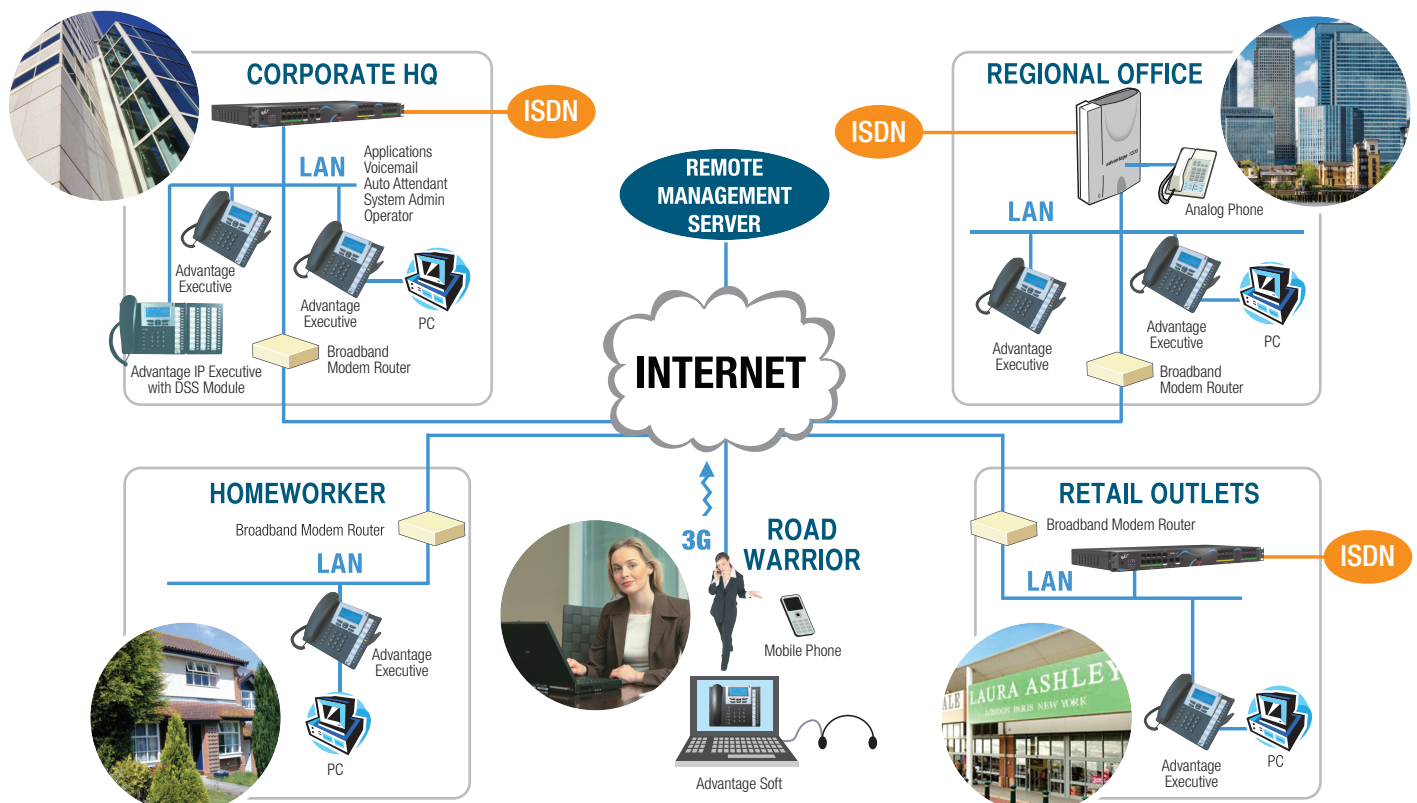 CORPORATE HQ
ISDN
LAN
Applications
Voicemail
Auto Attendant
System Admin
Operator
Advantage
Executive
Advantage
Executive
PC
Advantage IP Executive
with DSS Module
Broadband
Modem Router
REMOTE
MANAGEMENT
SERVER
INTERNET
REGIONAL OFFICE
ISDN
advantage
Analog Phone
LAN
Advantage
Executive
Advantage
Executive
PC
Broadband
Modem Router
HOMEWORKER
Broadband Modem Router
LAN
Advantage
Executive
PC
3G
ROAD
WARRIOR
Mobile Phone
Advantage Soft
RETAIL OUTLETS
Broadband Modem Router
ISDN
LAN
ALE
LAURA ASHLEY
LONDON PARIS NEW YORK
Advantage
Executive
PC